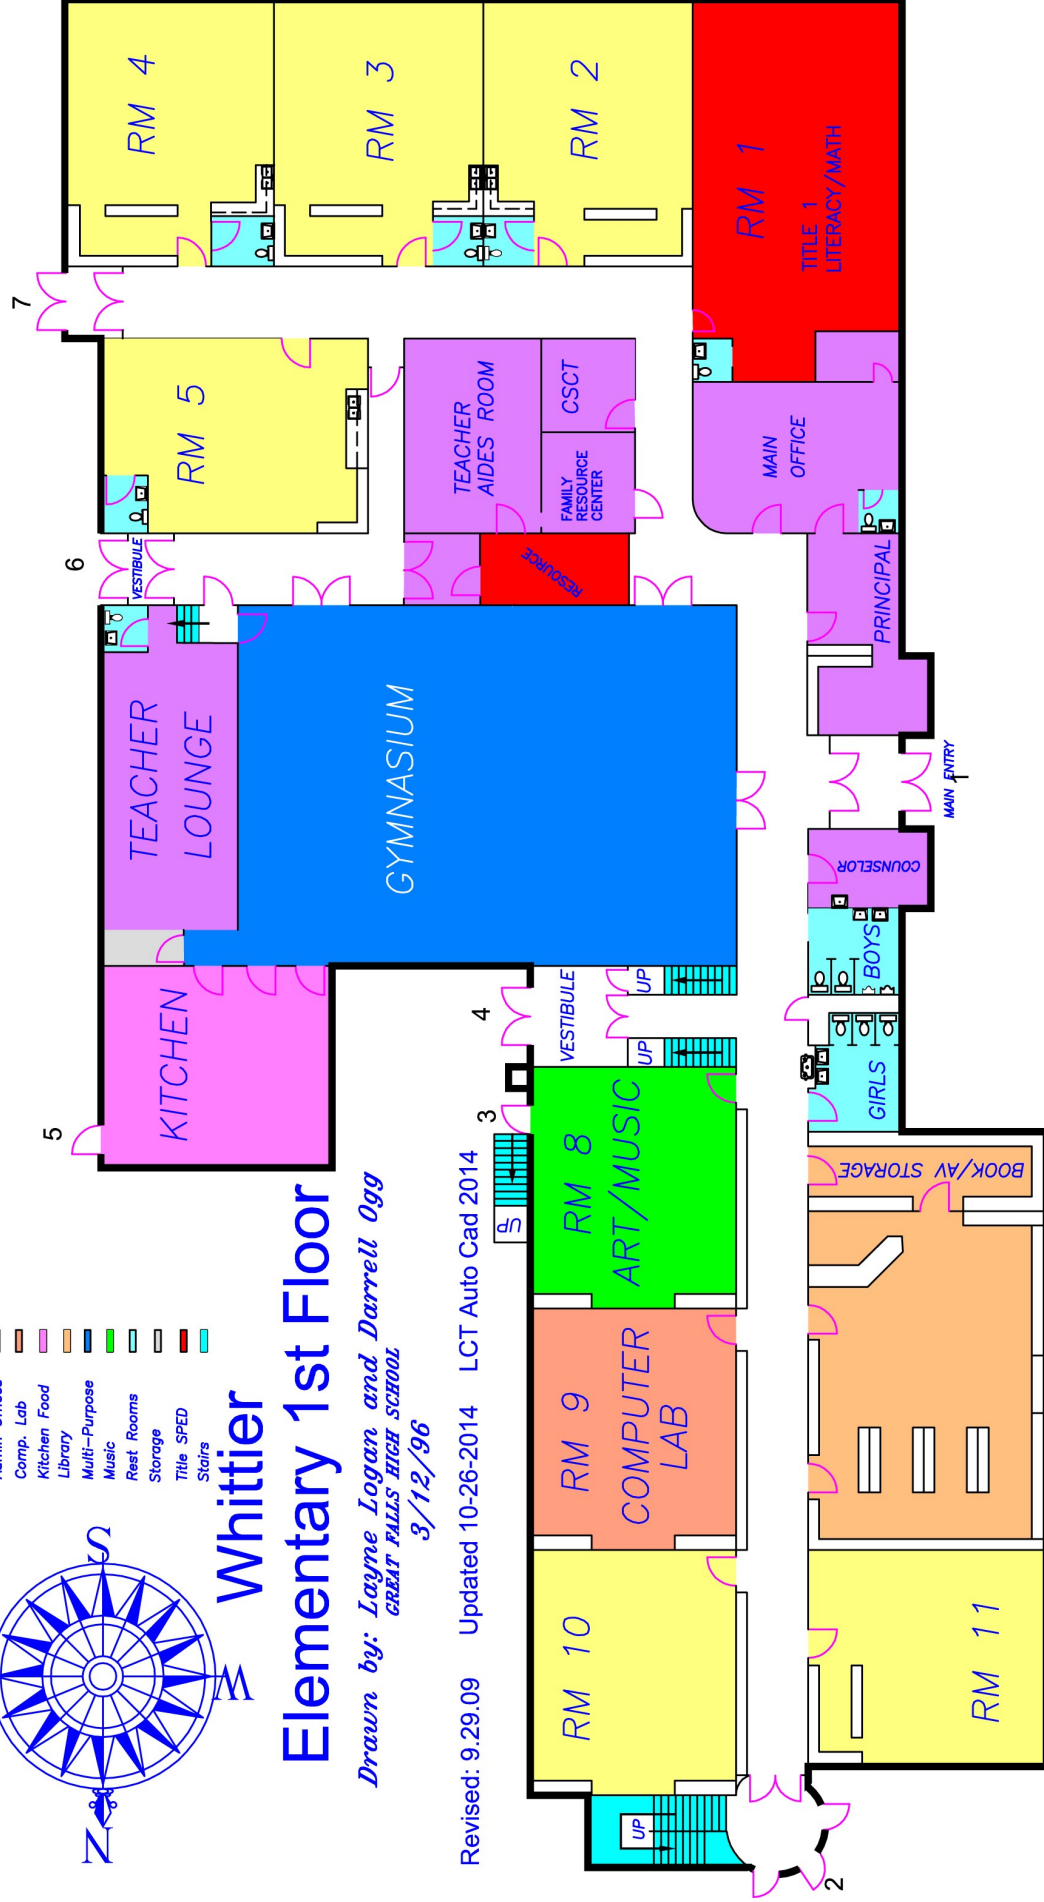 RM 4
RM 3
RM 2
RM 1
TITLE 1
LITERACY/MATH
7
RM 5
TEACHER
AIDES ROOM
CSCT
FAMILY
RESOURCE
CENTER
MAIN
OFFICE
6
VESTIBULE
RESOURCE
PRINCIPAL
TEACHER
LOUNGE
GYMNASIUM
MAIN ENTRY
1
COUNSELOR
BOYS
KITCHEN
5
4
VESTIBULE
UP
UP
GIRLS
3
UP
RM 8
ART/MUSIC
BOOK/AV STORAGE
RM 9
COMPUTER
LAB
RM 10
RM 11
UP
2
Comp. Lab
Kitchen Food
Library
Multi-Purpose
Music
Rest Rooms
Storage
Title SPED
Stairs
N
S
W
Whittier
Elementary 1st Floor
Drawn by: Layne Logan and Darrell Ogg
GREAT FALLS HIGH SCHOOL
3/12/96
Revised: 9.29.09 Updated 10-26-2014 LCT Auto Cad 2014